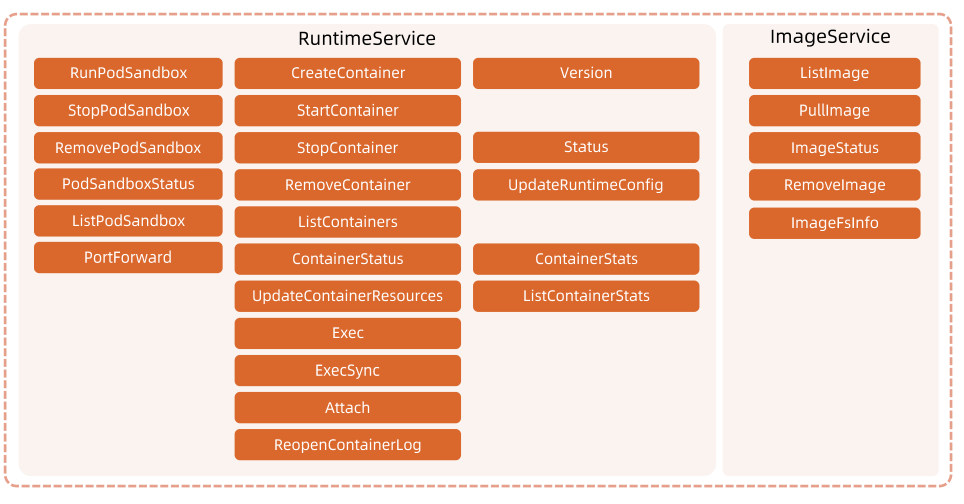 RuntimeService
RunPodSandbox
StopPodSandbox
RemovePodSandbox
PodSandboxStatus
ListPodSandbox
PortForward
CreateContainer
StartContainer
StopContainer
RemoveContainer
ListContainers
ContainerStatus
UpdateContainerResources
Exec
ExecSync
Attach
ReopenContainerLog
Version
Status
UpdateRuntimeConfig
ContainerStats
ListContainerStats
ImageService
ListImage
PullImage
ImageStatus
RemoveImage
ImageFsInfo